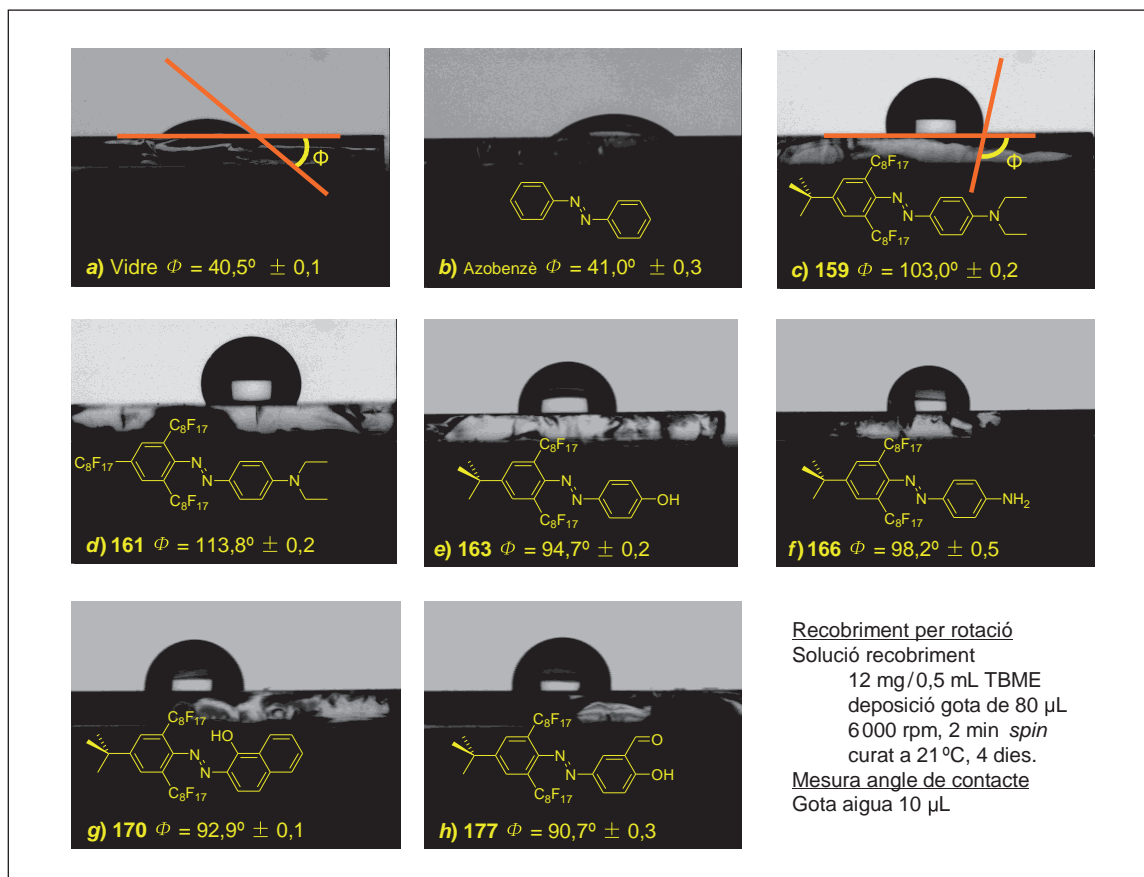 Φ
a) Vidre Φ = 40,5º ± 0,1
N
N
b) Azobenzè Φ = 41,0º ± 0,3
Φ
C8F17
N
N
N
C8F17
c) 159 Φ = 103,0º ± 0,2
C8F17
C8F17
N
N
N
C8F17
d) 161 Φ = 113,8º ± 0,2
C8F17
N
N
OH
C8F17
e) 163 Φ = 94,7º ± 0,2
C8F17
N
N
NH2
C8F17
f) 166 Φ = 98,2º ± 0,5
C8F17
HO
N
N
C8F17
g) 170 Φ = 92,9º ± 0,1
C8F17
O
N
N
OH
C8F17
h) 177 Φ = 90,7º ± 0,3
Recobriment per rotació
Solució recobriment
12 mg/0,5 mL TBME
deposició gota de 80 µL
6000 rpm, 2 min spin
curat a 21ºC, 4 dies.
Mesura angle de contacte
Gota aigua 10 µL